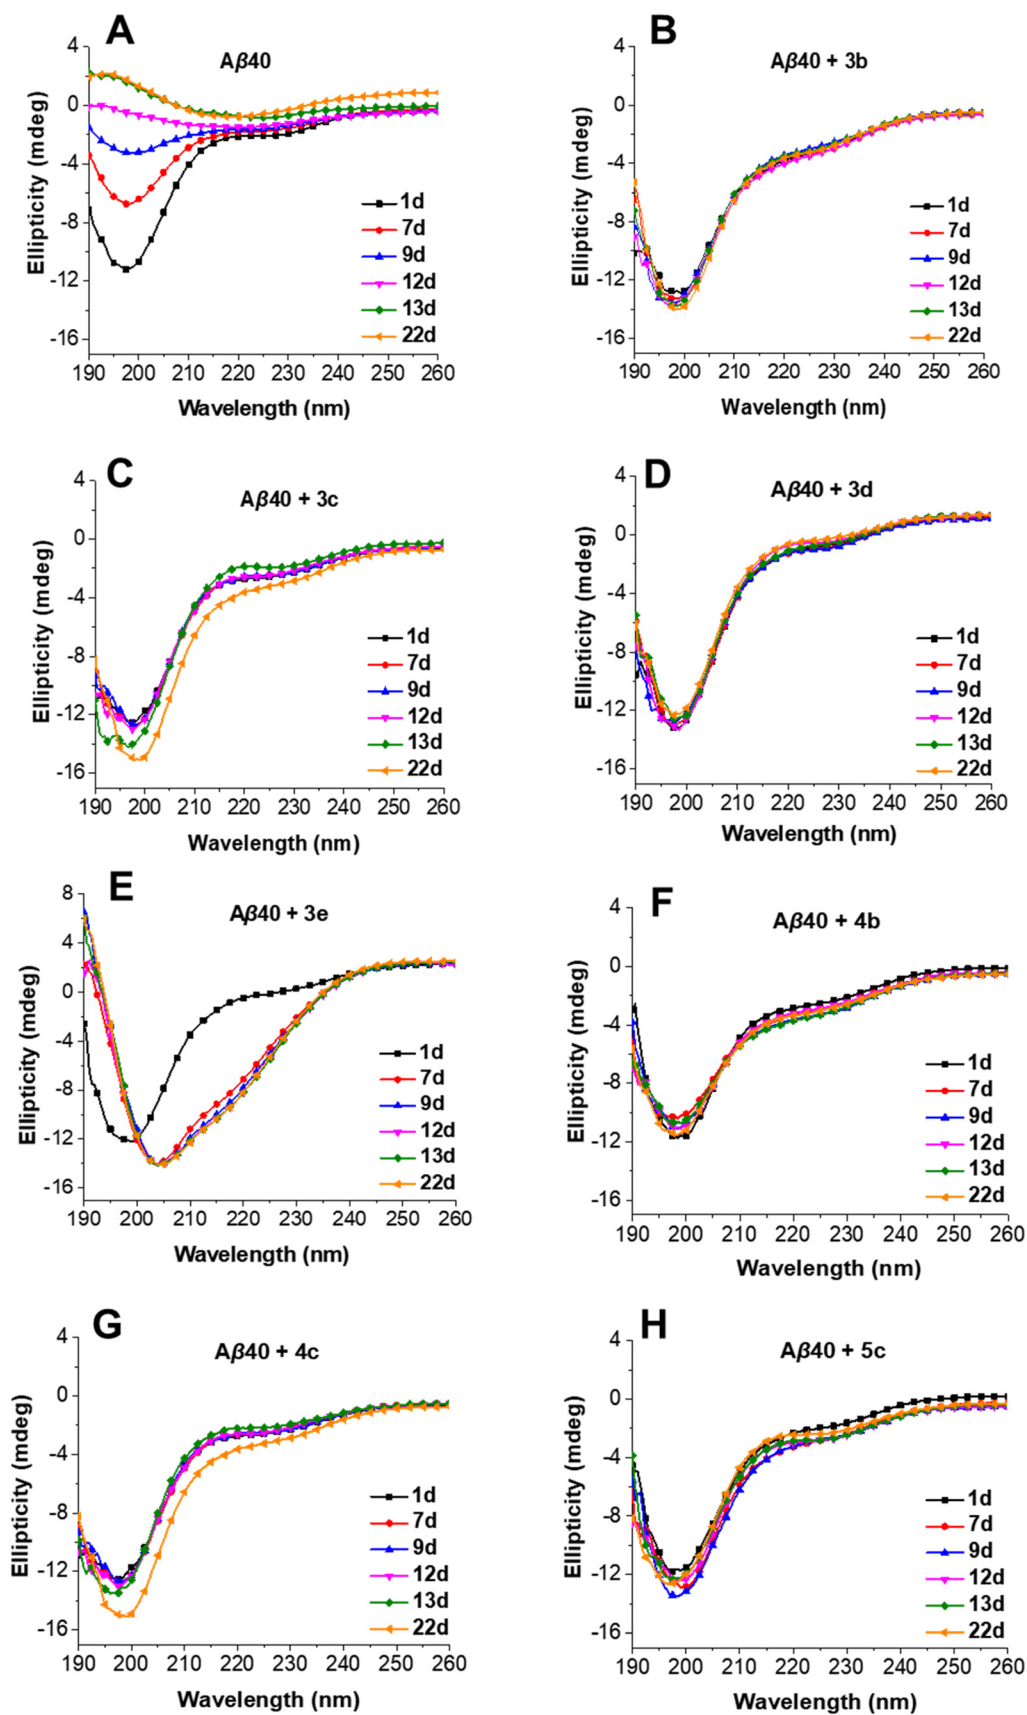 A
Aβ40
4
0
-4
-8
-12
-16
Ellipticity (mdeg)
1d
7d
9d
12d
13d
22d
190 200 210 220 230 240 250 260
Wavelength (nm)
B
Aβ40 + 3b
4
0
-4
-8
-12
-16
Ellipticity (mdeg)
1d
7d
9d
12d
13d
22d
190 200 210 220 230 240 250 260
Wavelength (nm)
C
Aβ40 + 3c
4
0
-4
-8
-12
-16
Ellipticity (mdeg)
1d
7d
9d
12d
13d
22d
190 200 210 220 230 240 250 260
Wavelength (nm)
D
Aβ40 + 3d
4
0
-4
-8
-12
-16
Ellipticity (mdeg)
1d
7d
9d
12d
13d
22d
190 200 210 220 230 240 250 260
Wavelength (nm)
E
Aβ40 + 3e
8
4
0
-4
-8
-12
-16
Ellipticity (mdeg)
1d
7d
9d
12d
13d
22d
190 200 210 220 230 240 250 260
Wavelength (nm)
F
Aβ40 + 4b
4
0
-4
-8
-12
-16
Ellipticity (mdeg)
1d
7d
9d
12d
13d
22d
190 200 210 220 230 240 250 260
Wavelength (nm)
G
Aβ40 + 4c
4
0
-4
-8
-12
-16
Ellipticity (mdeg)
1d
7d
9d
12d
13d
22d
190 200 210 220 230 240 250 260
Wavelength (nm)
H
Aβ40 + 5c
4
0
-4
-8
-12
-16
Ellipticity (mdeg)
1d
7d
9d
12d
13d
22d
190 200 210 220 230 240 250 260
Wavelength (nm)